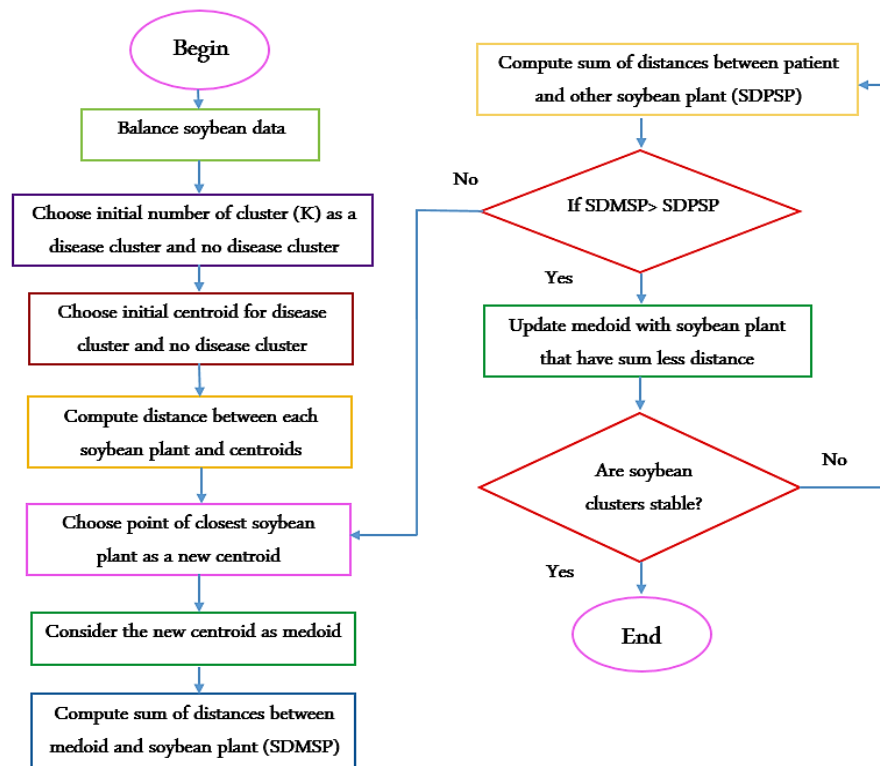 Begin
Balance soybean data
Choose initial number of cluster (K) as a
disease cluster and no disease cluster
Choose initial centroid for disease
cluster and no disease cluster
Compute distance between each
soybean plant and centroids
Choose point of closest soybean
plant as a new centroid
Consider the new centroid as medoid
Compute sum of distances between
medoid and soybean plant (SDMSP)
Compute sum of distances between patient
and other soybean plant (SDPSP)
No
If SDMSP> SDPSP
Yes
Update medoid with soybean plant
that have sum less distance
Are soybean
clusters stable?
No
Yes
End